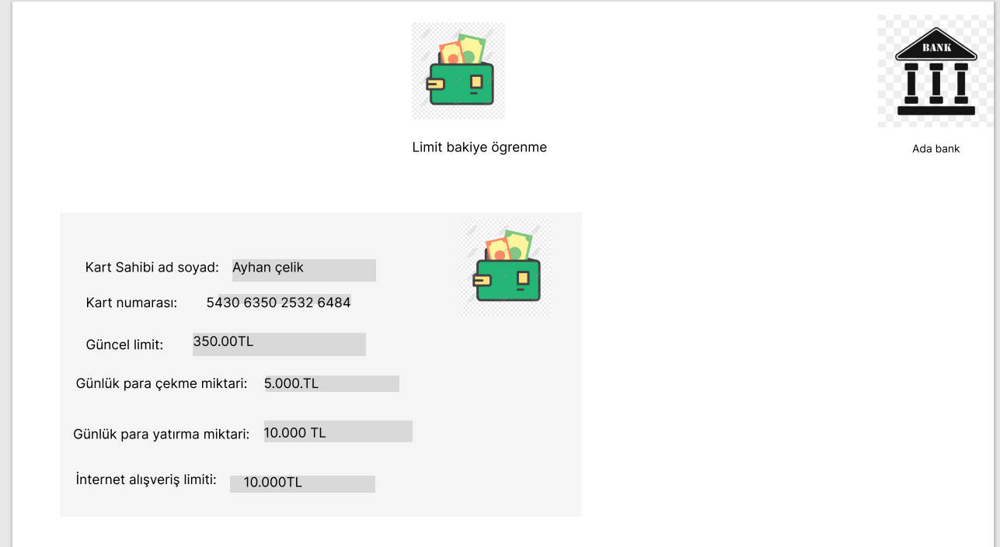 BANK
Limit bakiye ögrenme
Ada bank
Kart Sahibi ad soyad: Ayhan çelik
Kart numarası: 5430 6350 2532 6484
Güncel limit: 350.00TL
Günlük para çekme miktari: 5.000.TL
Günlük para yatırma miktari: 10.000 TL
İnternet alışveriş limiti: 10.000TL